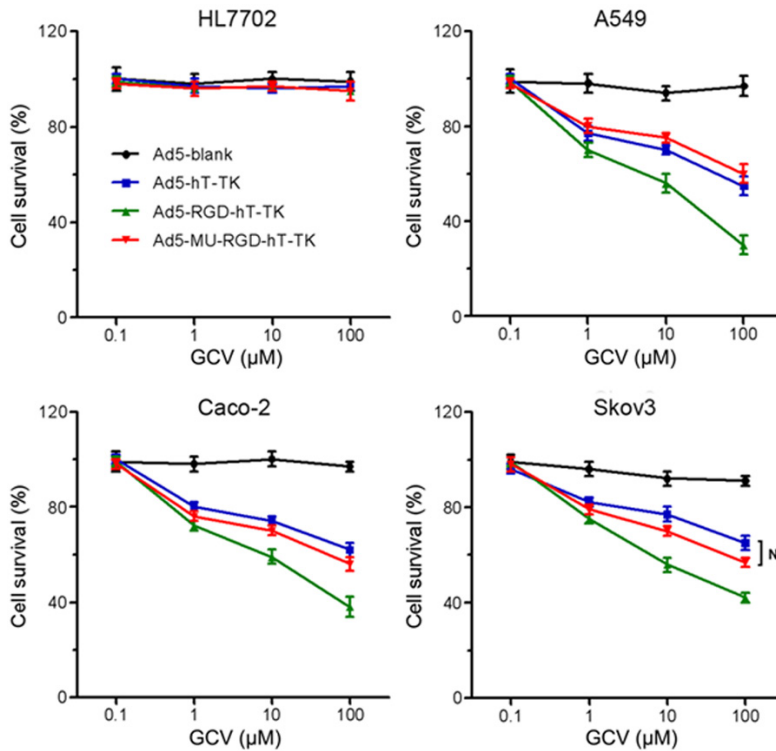 HL7702
Cell survival (%)
120
80
40
0
Ad5-blank
Ad5-hT-TK
Ad5-RGD-hT-TK
Ad5-MU-RGD-hT-TK
0.1 1 10 100
GCV (µM)
A549
Cell survival (%)
120
80
40
0
0.1 1 10 100
GCV (µM)
Caco-2
Cell survival (%)
120
80
40
0
0.1 1 10 100
GCV (µM)
Skov3
Cell survival (%)
120
80
40
0
N
0.1 1 10 100
GCV (µM)